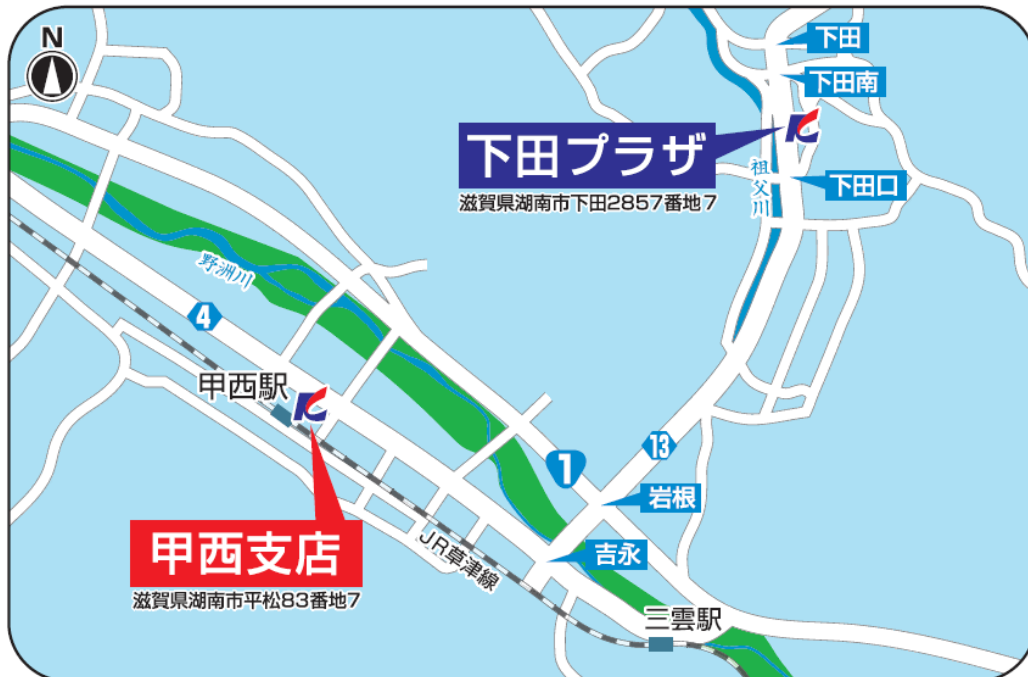 N
下田
下田南
下田プラザ
滋賀県湖南市下田2857番地7
祖父川
下田口
野洲川
4
甲西駅
13
1
岩根
甲西支店
滋賀県湖南市平松83番地7
JR草津線
吉永
三雲駅